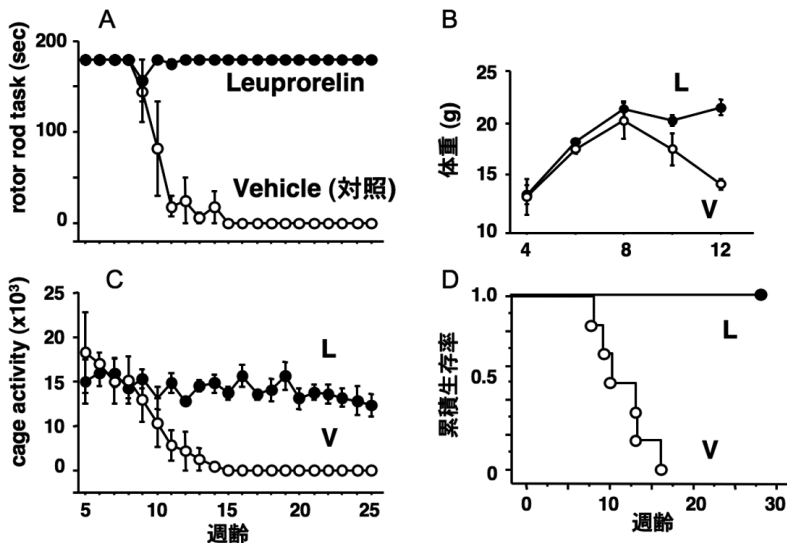 A
rotor rod task (sec)
200
100
0
Leuprorelin
Vehicle (対照)
B
体重 (g)
25
20
15
10
L
V
4 8 12
C
cage activity (x10³)
25
20
15
10
0
L
V
5 10 15 20 25
週齢
D
累積生存率
1.0
0.5
0
L
V
0 10 20 30
週齢